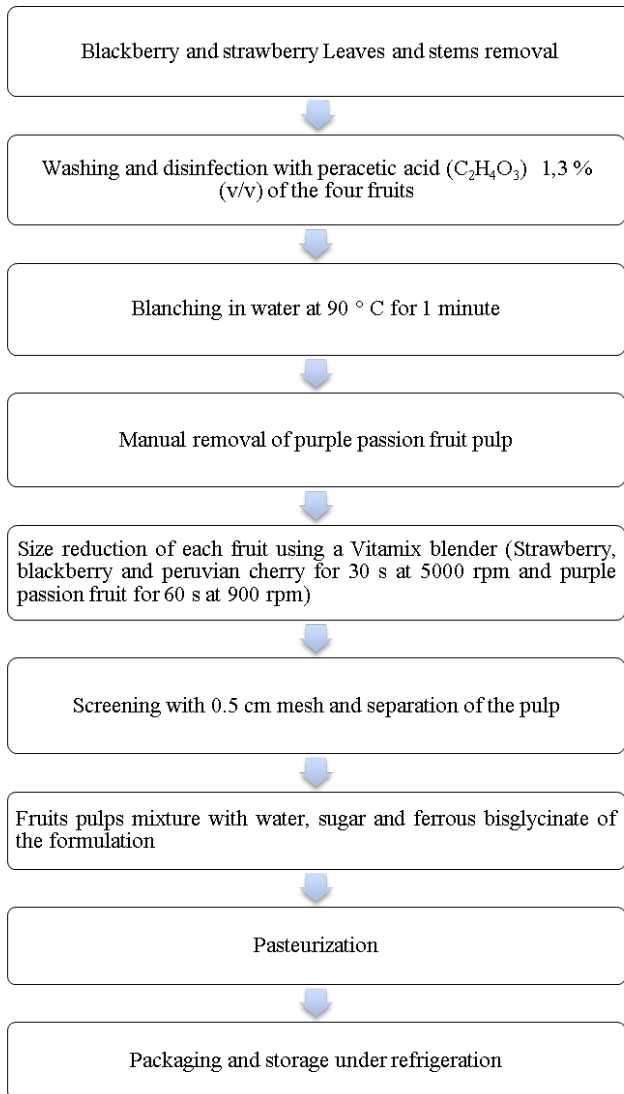 Blackberry and strawberry Leaves and stems removal
Washing and disinfection with peracetic acid (C₂H₄O₃) 1,3 %
(v/v) of the four fruits
Blanching in water at 90 ° C for 1 minute
Manual removal of purple passion fruit pulp
Size reduction of each fruit using a Vitamix blender (Strawberry,
blackberry and peruvian cherry for 30 s at 5000 rpm and purple
passion fruit for 60 s at 900 rpm)
Screening with 0.5 cm mesh and separation of the pulp
Fruits pulps mixture with water, sugar and ferrous bisglycinate of
the formulation
Pasteurization
Packaging and storage under refrigeration